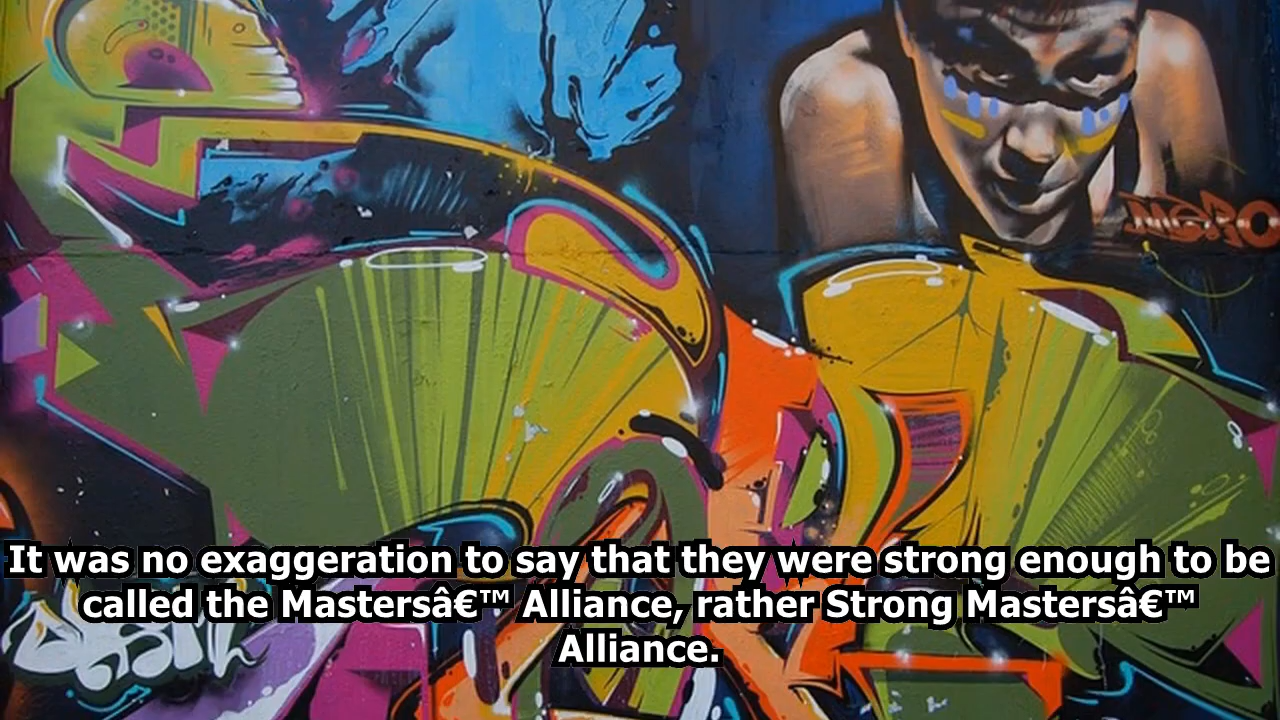 NIGRO
It was no exaggeration to say that they were strong enough to be
called the Mastersâ€™ Alliance, rather Strong Mastersâ€™
Alliance.